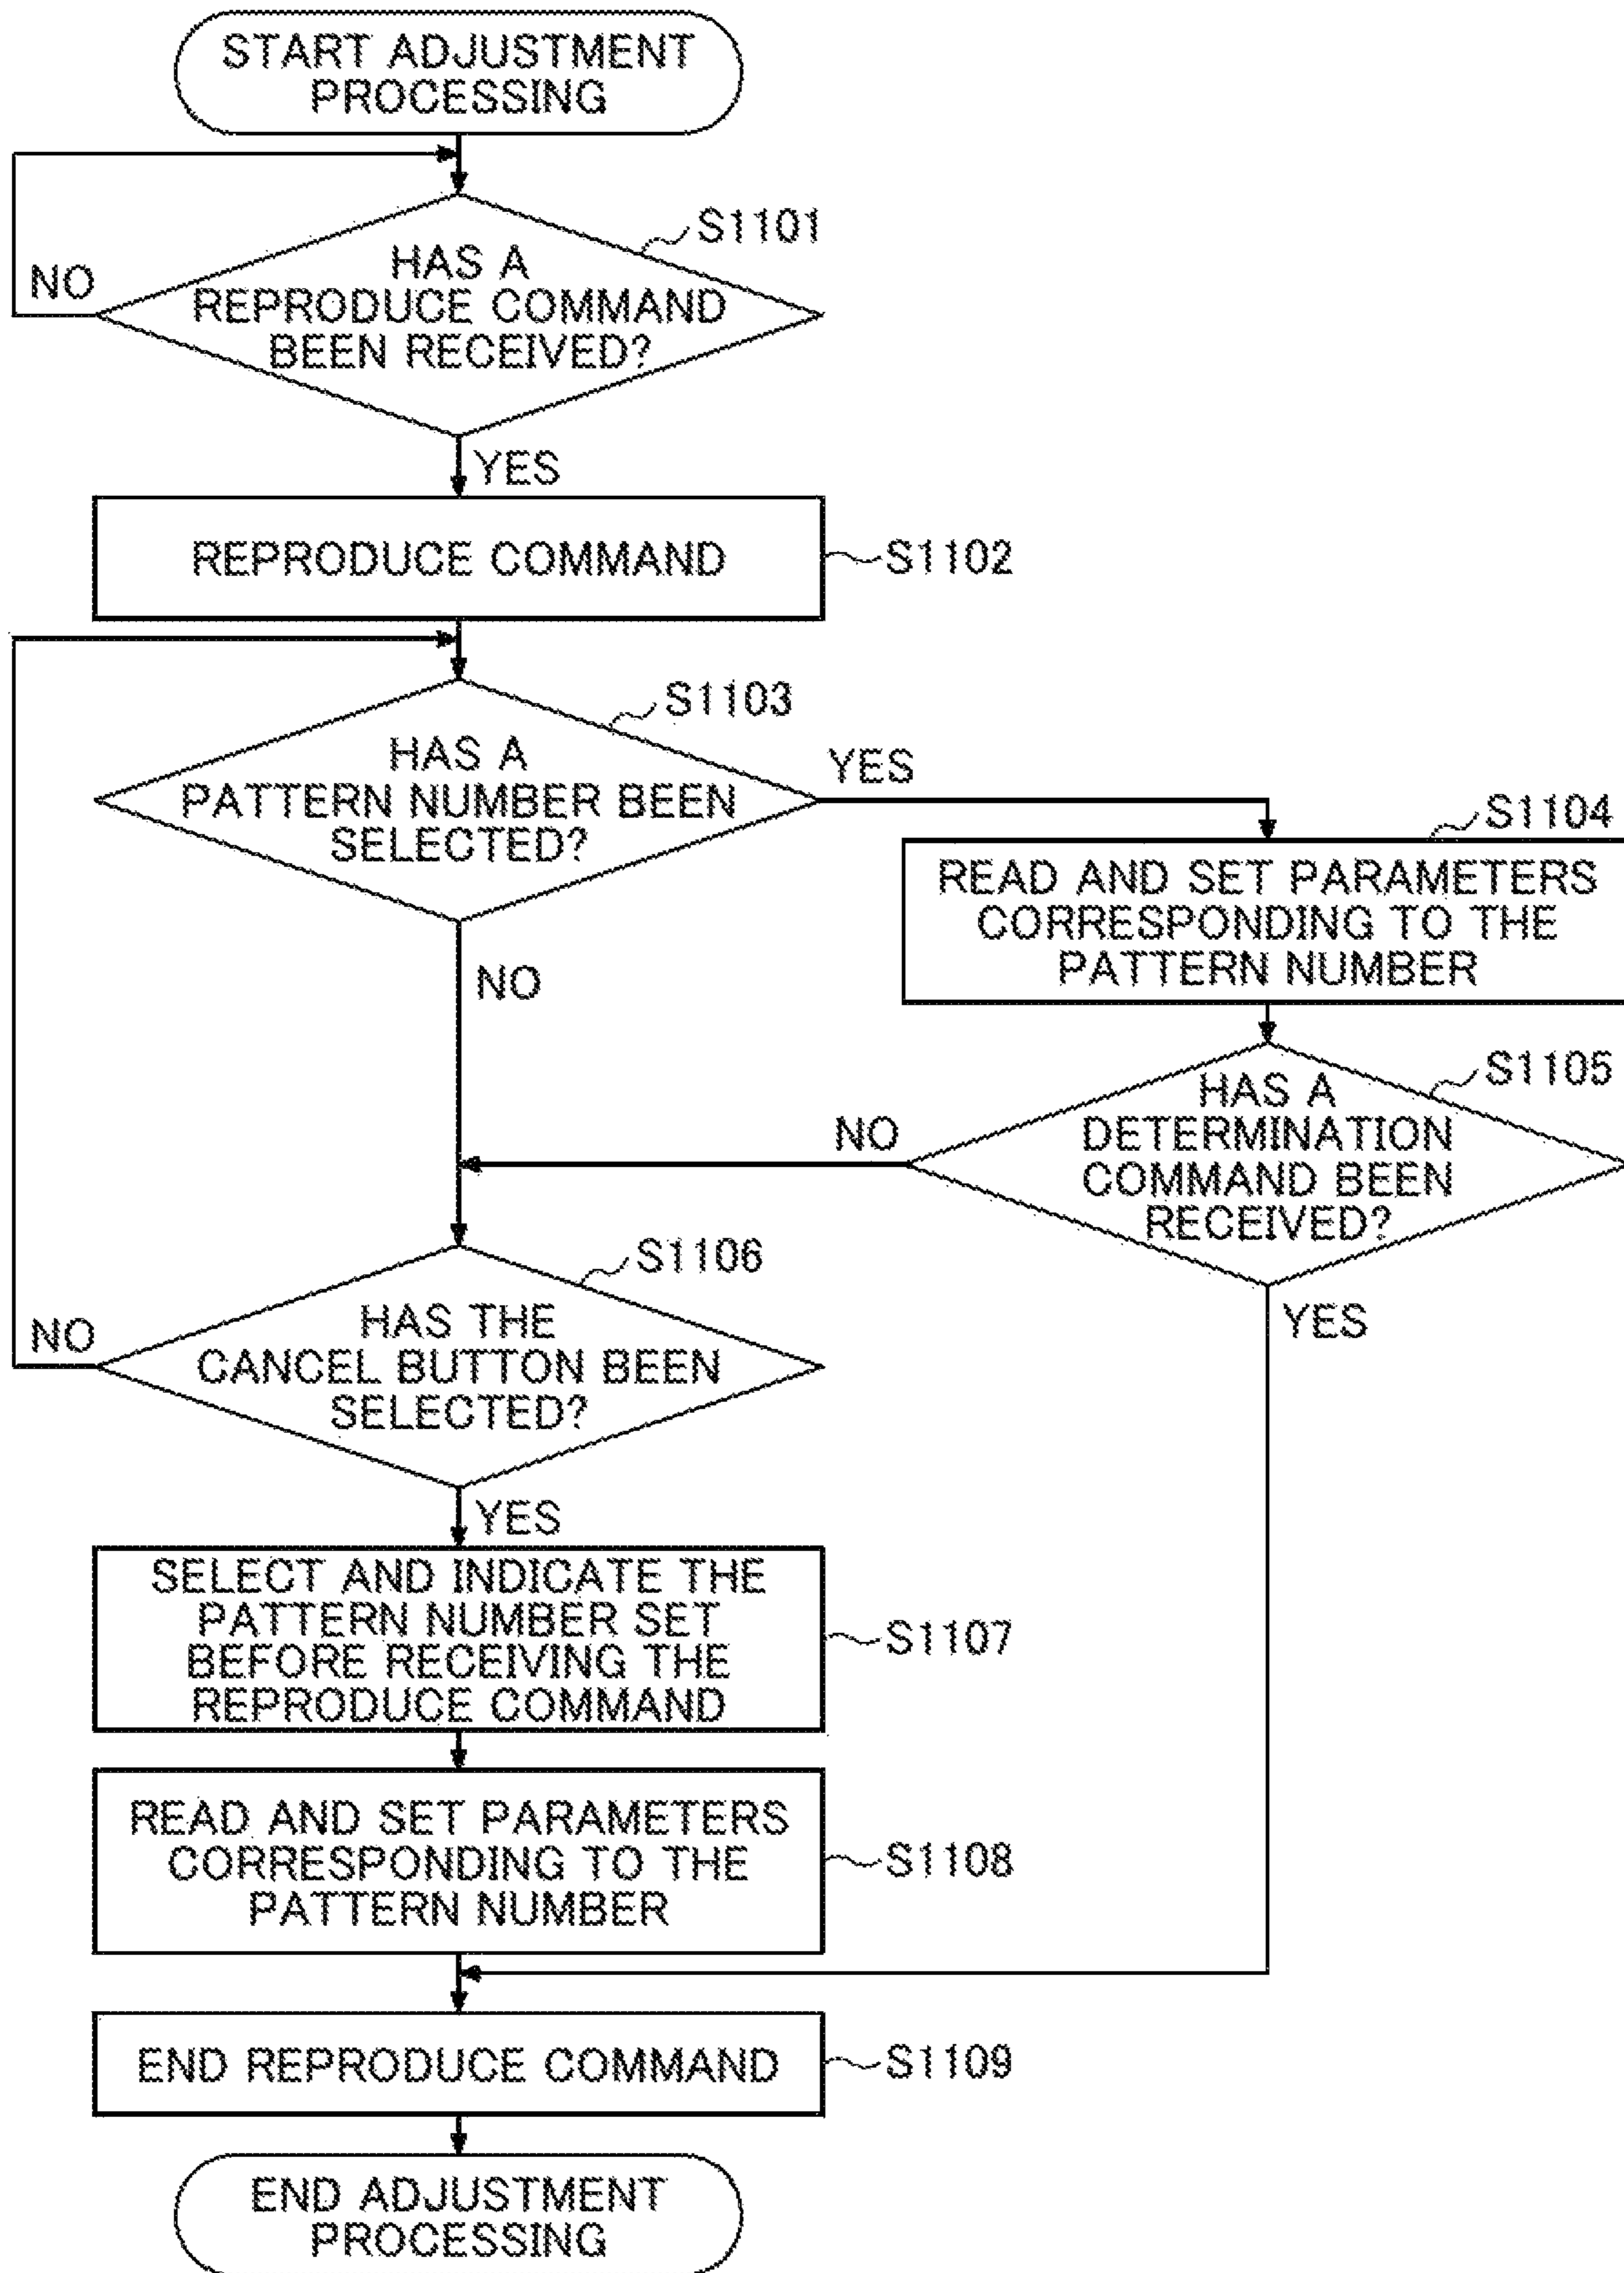 START ADJUSTMENT
PROCESSING
S1101
HAS A
REPRODUCE COMMAND
BEEN RECEIVED?
NO
YES
REPRODUCE COMMAND
S1102
S1103
HAS A
PATTERN NUMBER BEEN
SELECTED?
YES
NO
S1104
READ AND SET PARAMETERS
CORRESPONDING TO THE
PATTERN NUMBER
S1105
HAS A
DETERMINATION
COMMAND BEEN
RECEIVED?
NO
YES
S1106
HAS THE
CANCEL BUTTON BEEN
SELECTED?
NO
YES
SELECT AND INDICATE THE
PATTERN NUMBER SET
BEFORE RECEIVING THE
REPRODUCE COMMAND
S1107
READ AND SET PARAMETERS
CORRESPONDING TO THE
PATTERN NUMBER
S1108
END REPRODUCE COMMAND
S1109
END ADJUSTMENT
PROCESSING